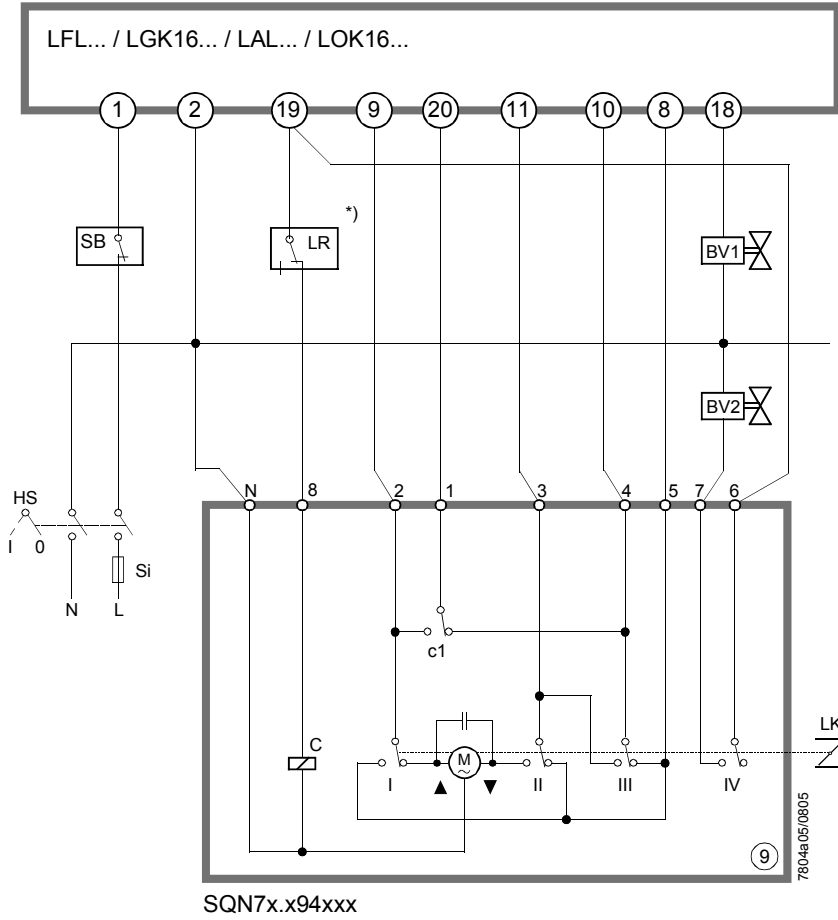 LFL... / LGK16... / LAL... / LOK16...
1 2 19 9 20 11 10 8 18
*)
SB
LR
BV1
BV2
HS
I 0
Si
N L
N 8 2 1 3 4 5 7 6
c1
LK
C
M
~
I II III IV
9
7804a05/0805
SQN7x.x94xxx